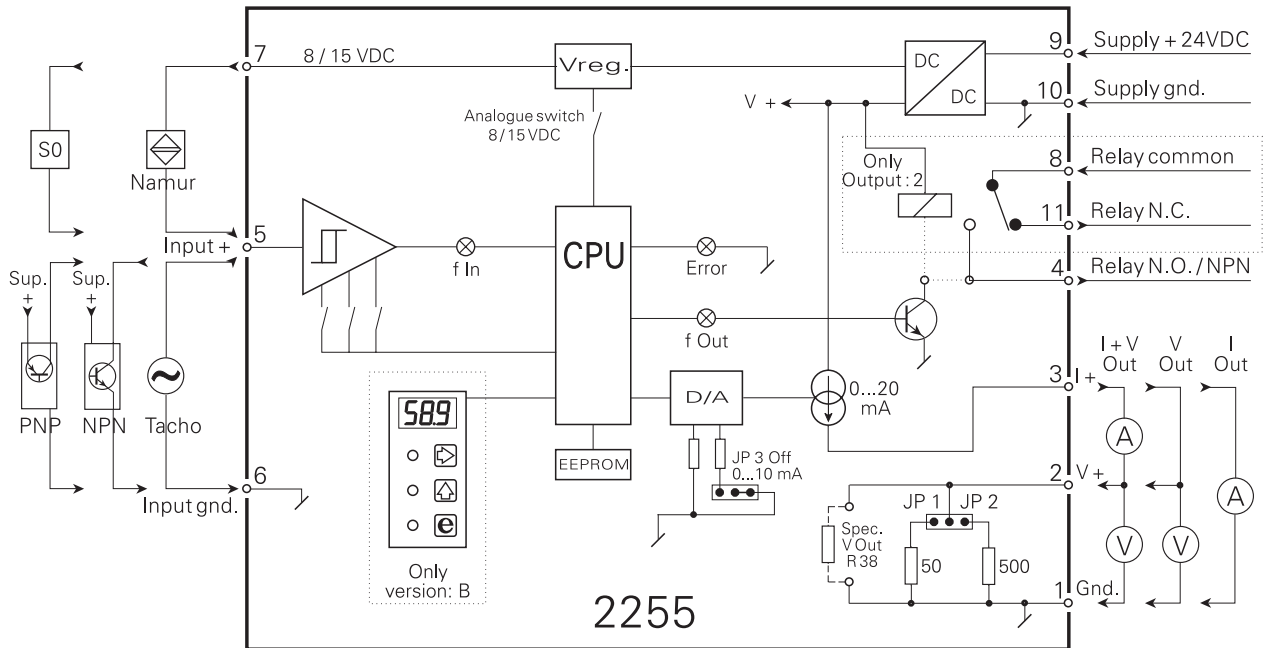 7
8 / 15 VDC
Vreg.
DC
DC
9
Supply + 24VDC
10
Supply gnd.
V +
Analogue switch
8 / 15 VDC
S0
Namur
Only
Output : 2
8
Relay common
11
Relay N.C.
4
Relay N.O. / NPN
5
Input +
f In
CPU
Error
f Out
Sup.
+
Sup.
+
PNP
NPN
Tacho
6
Input gnd.
58.9
e
Only
version: B
EEPROM
D/A
JP 3 Off
0...10 mA
0...20
mA
3
I +
I + V
Out
V
Out
I
Out
A
A
2
V +
JP 1
JP 2
Spec.
V Out
R 38
50
500
V
V
1
Gnd.
2255